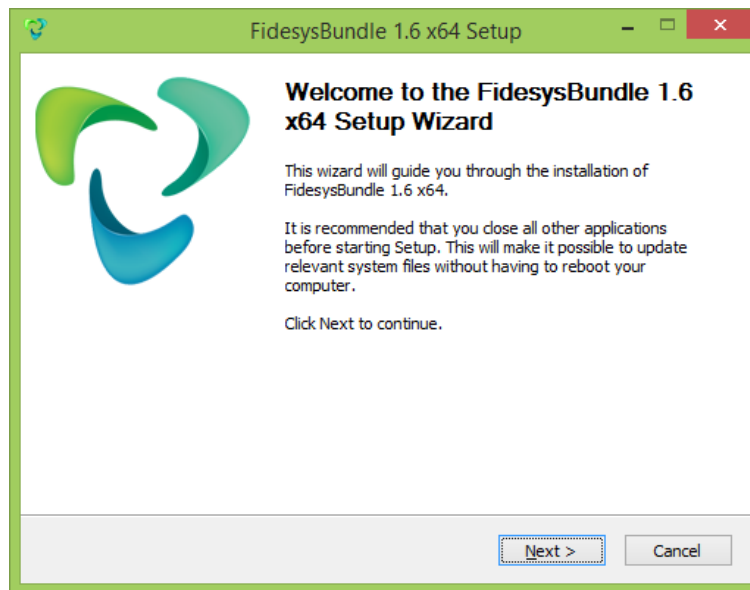 FidesysBundle 1.6 x64 Setup
Welcome to the FidesysBundle 1.6
x64 Setup Wizard
This wizard will guide you through the installation of
FidesysBundle 1.6 x64.
It is recommended that you close all other applications
before starting Setup. This will make it possible to update
relevant system files without having to reboot your
computer.
Click Next to continue.
Next >
Cancel